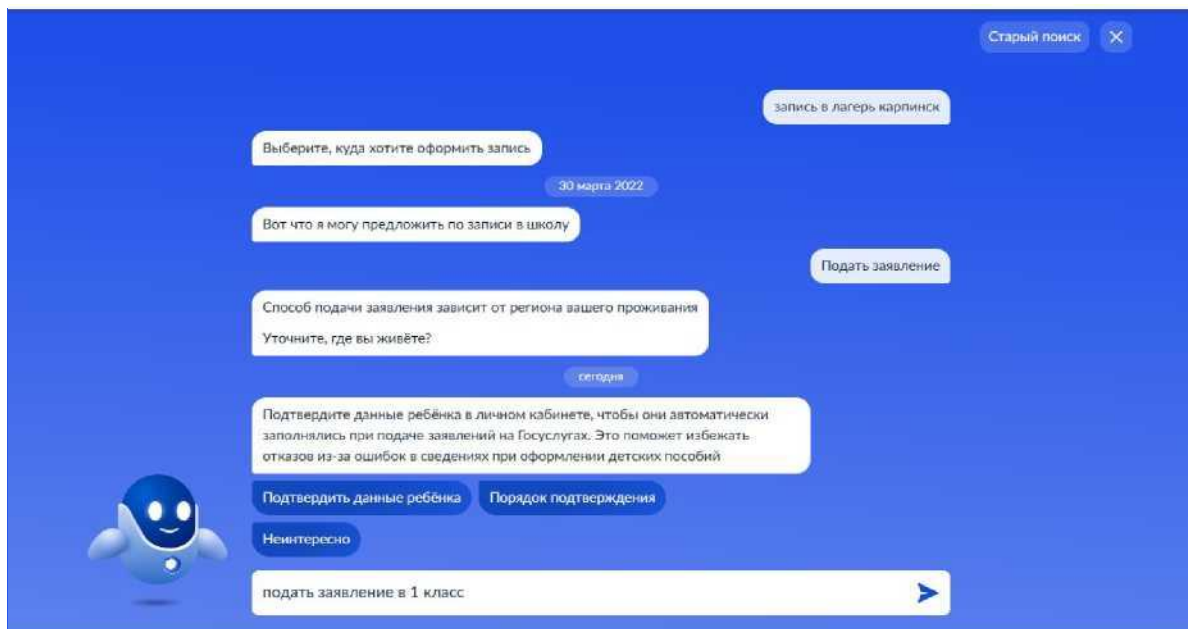 Старый поиск
запись в лагерь карпинск
Выберите, куда хотите оформить запись
30 марта 2022
Вот что я могу предложить по записи в школу
Подать заявление
Способ подачи заявления зависит от региона вашего проживания
Уточните, где вы живёте?
сегодня
Подтвердите данные ребёнка в личном кабинете, чтобы они автоматически
заполнялись при подаче заявлений на Госуслугах. Это поможет избежать
отказов из-за ошибок в сведениях при оформлении детских пособий
Подтвердить данные ребёнка Порядок подтверждения
Неинтересно
подать заявление в 1 класс